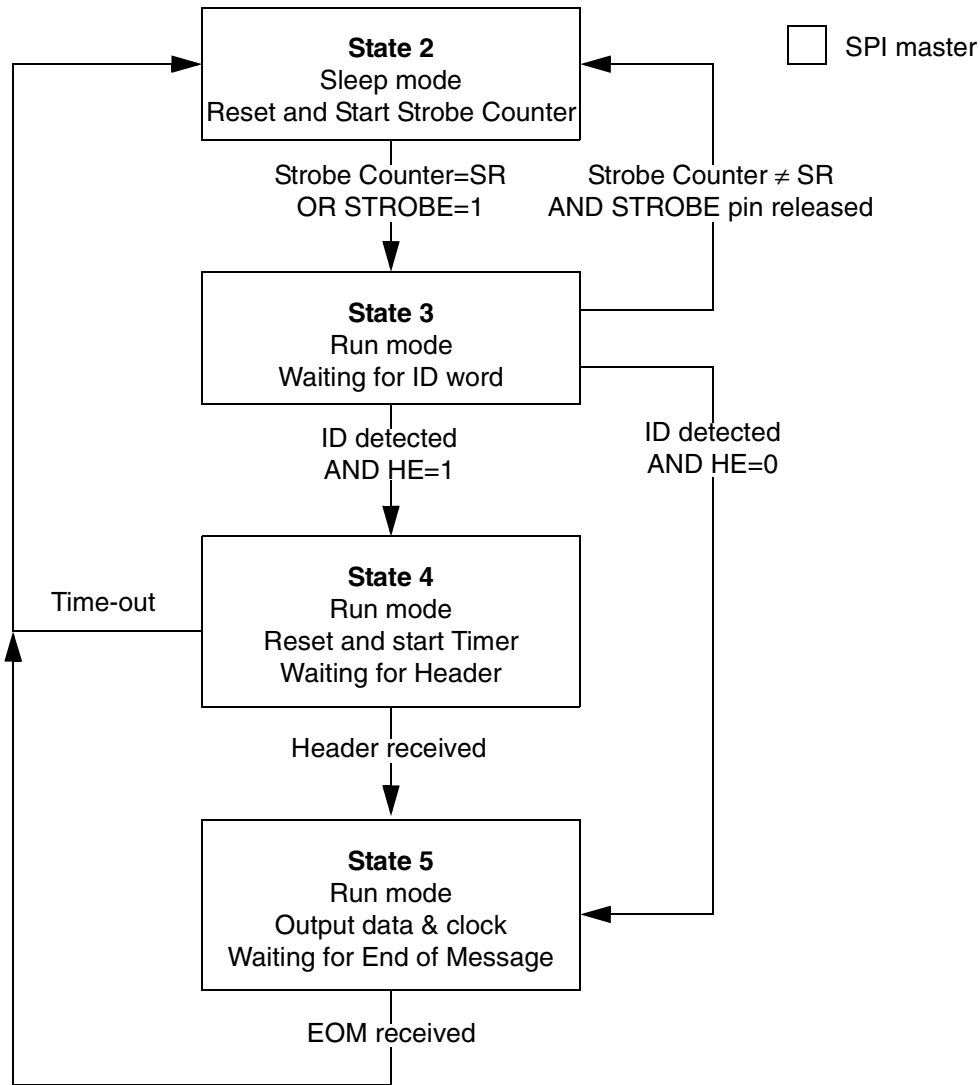 State 2
Sleep mode
Reset and Start Strobe Counter
SPI master
Strobe Counter=SR
OR STROBE=1
Strobe Counter ≠ SR
AND STROBE pin released
State 3
Run mode
Waiting for ID word
ID detected
AND HE=1
ID detected
AND HE=0
State 4
Run mode
Reset and start Timer
Waiting for Header
Time-out
Header received
State 5
Run mode
Output data & clock
Waiting for End of Message
EOM received